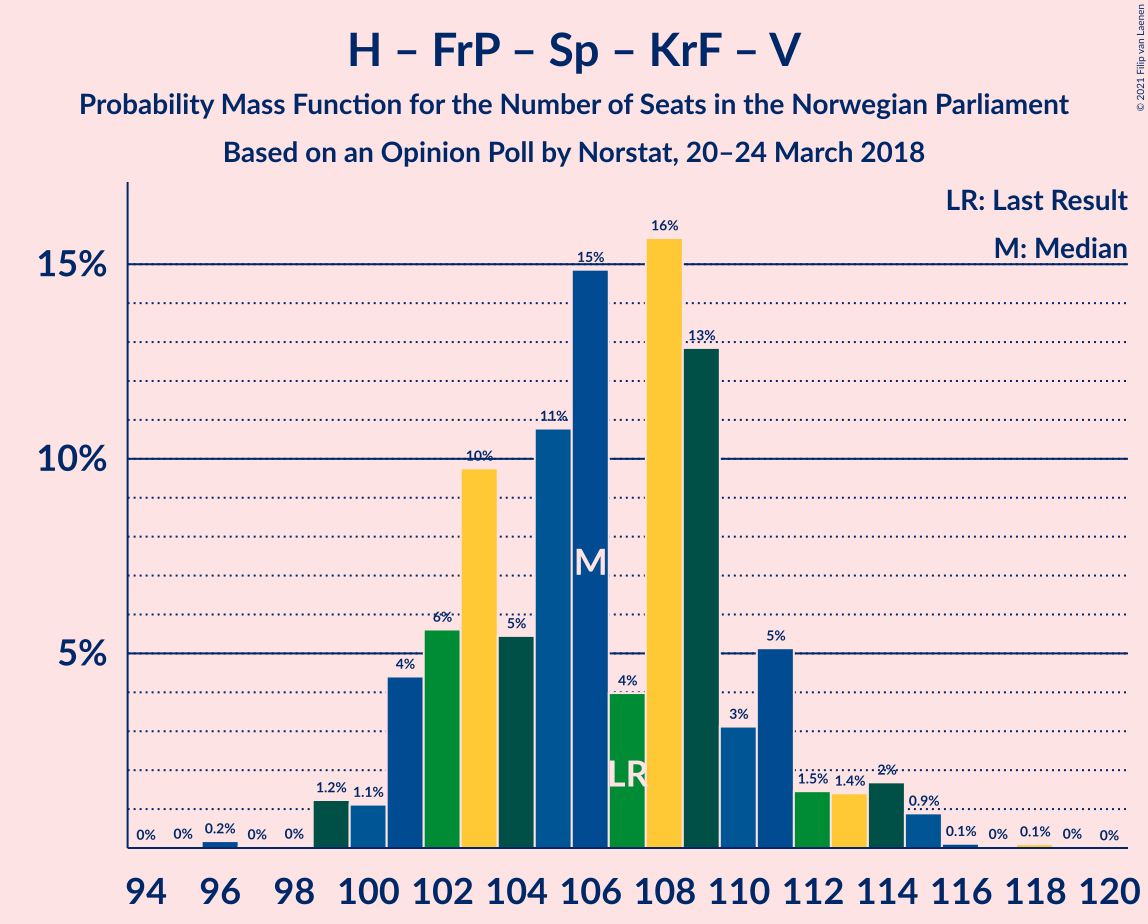 H – FrP – Sp – KrF – V
Probability Mass Function for the Number of Seats in the Norwegian Parliament
Based on an Opinion Poll by Norstat, 20–24 March 2018
© 2021 Filip van Laenen
LR: Last Result
M: Median
15%
10%
5%
0% 0% 0.2% 0% 0% 1.2% 1.1% 4% 6% 10% 5% 11% 15% 4% 16% 13% 3% 5% 1.5% 1.4% 2% 0.9% 0.1% 0% 0.1% 0% 0%
M
LR
94 96 98 100 102 104 106 108 110 112 114 116 118 120